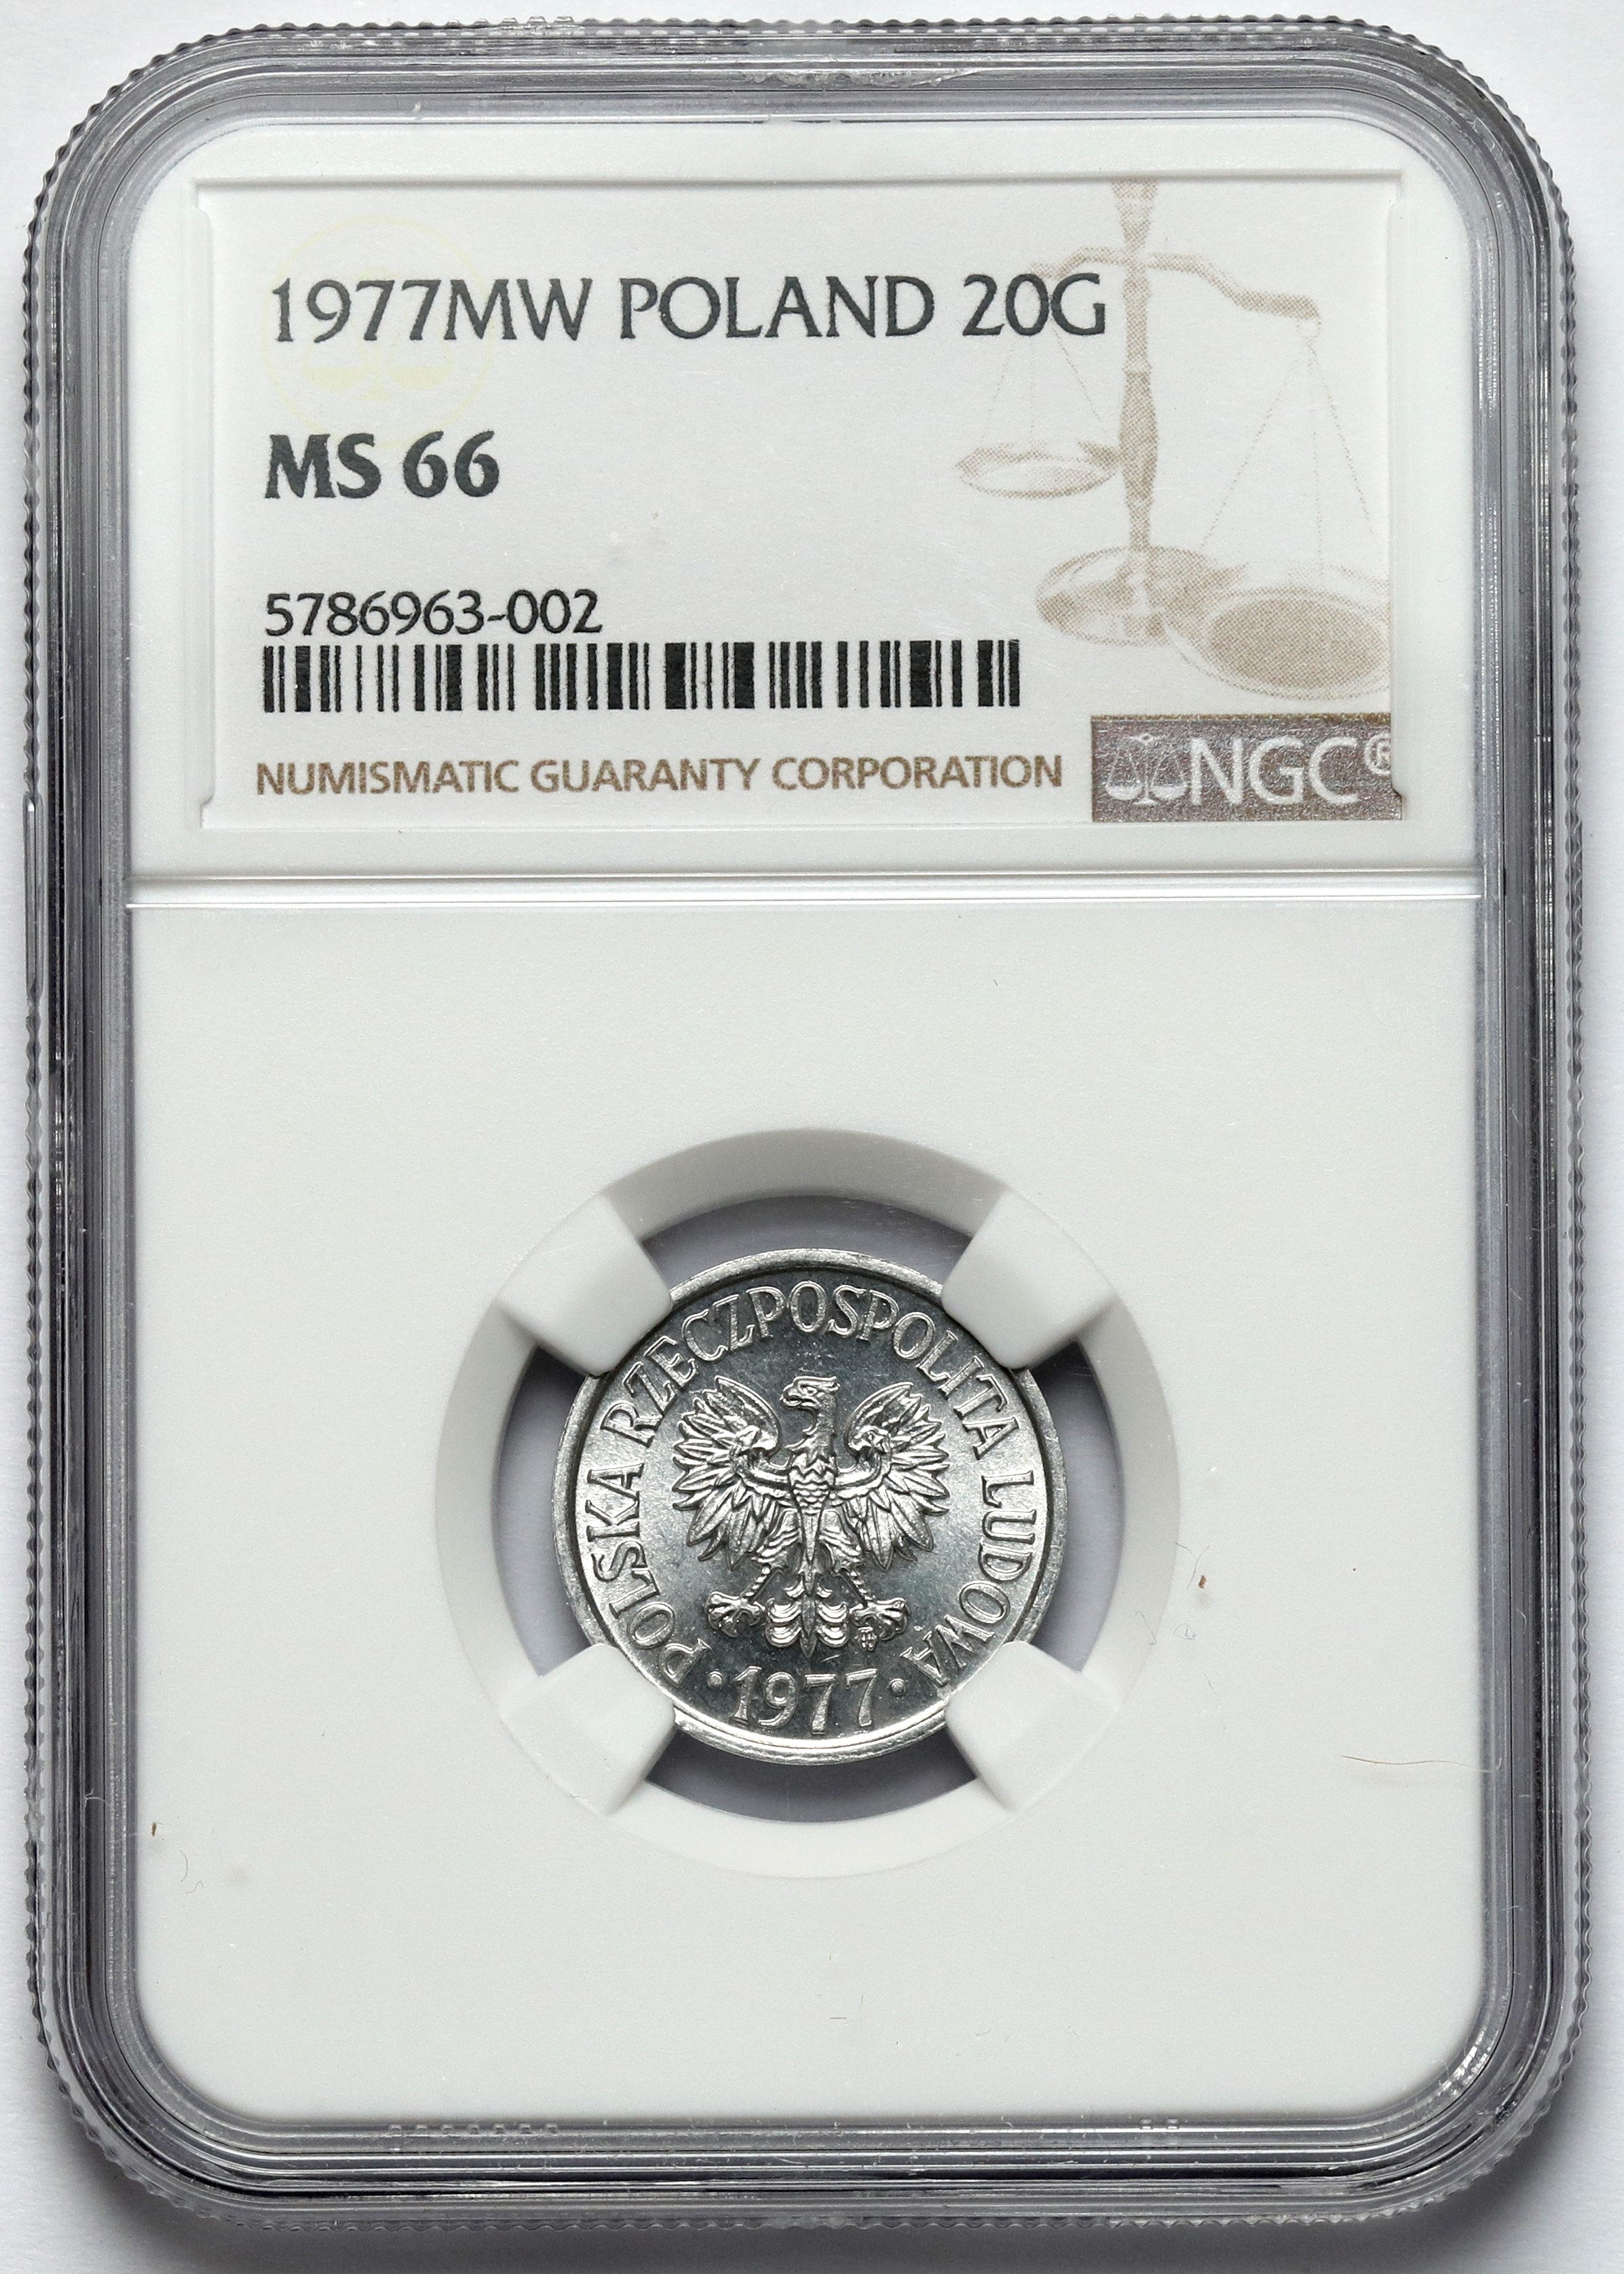 1977MW POLAND 20G
MS 66
5786963-002
NUMISMATIC GUARANTY CORPORATION
NGC®
POLSKA RZECZPOSPOLITA LUDOWA
·1977·